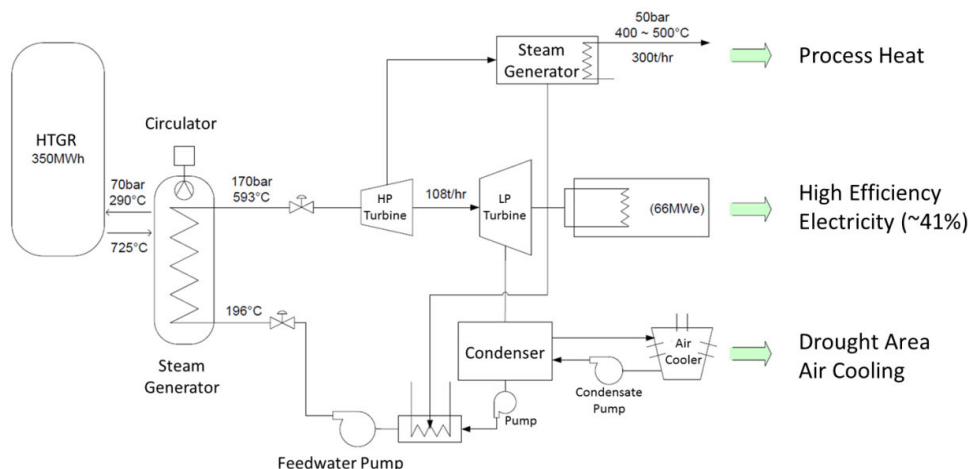 50bar
400 ~ 500°C
300t/hr
Steam
Generator
Process Heat
HTGR
350MWh
Circulator
70bar
290°C
725°C
170bar
593°C
HP
Turbine
108t/hr
LP
Turbine
(66MWe)
High Efficiency
Electricity (~41%)
196°C
Steam
Generator
Condenser
Air
Cooler
Drought Area
Air Cooling
Condensate
Pump
Pump
Feedwater Pump